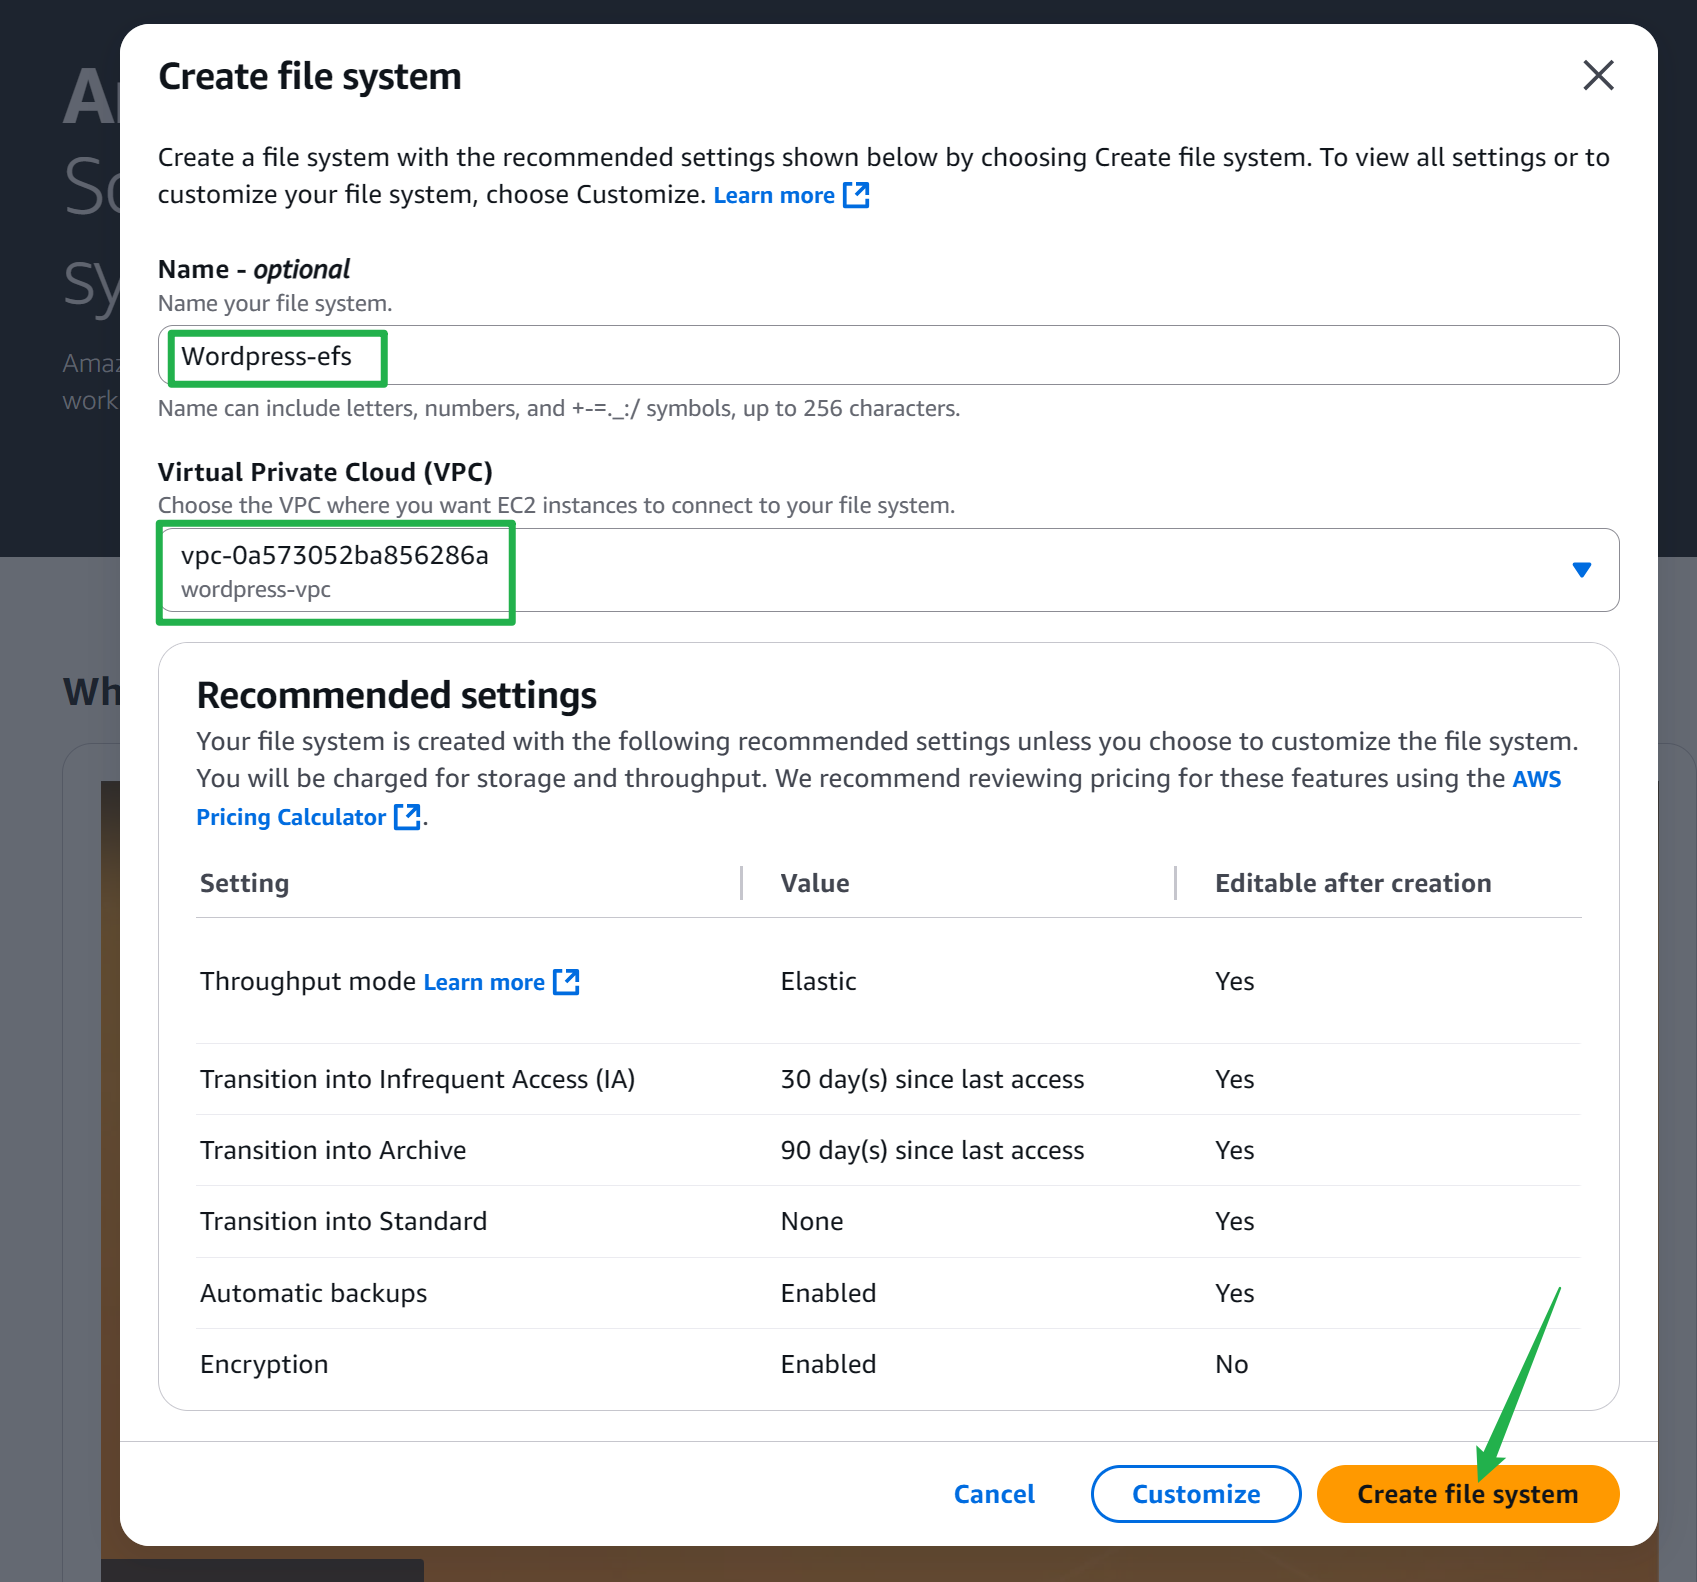 Create file system
Create a file system with the recommended settings shown below by choosing Create file system. To view all settings or to
customize your file system, choose Customize. Learn more
Name - optional
Name your file system.
Wordpress-efs
Name can include letters, numbers, and +-=._:/ symbols, up to 256 characters.
Virtual Private Cloud (VPC)
Choose the VPC where you want EC2 instances to connect to your file system.
vpc-0a573052ba856286a
wordpress-vpc
Recommended settings
Your file system is created with the following recommended settings unless you choose to customize the file system.
You will be charged for storage and throughput. We recommend reviewing pricing for these features using the AWS
Pricing Calculator.
Setting Value Editable after creation
Throughput mode Learn more Elastic Yes
Transition into Infrequent Access (IA) 30 day(s) since last access Yes
Transition into Archive 90 day(s) since last access Yes
Transition into Standard None Yes
Automatic backups Enabled Yes
Encryption Enabled No
Cancel Customize Create file system